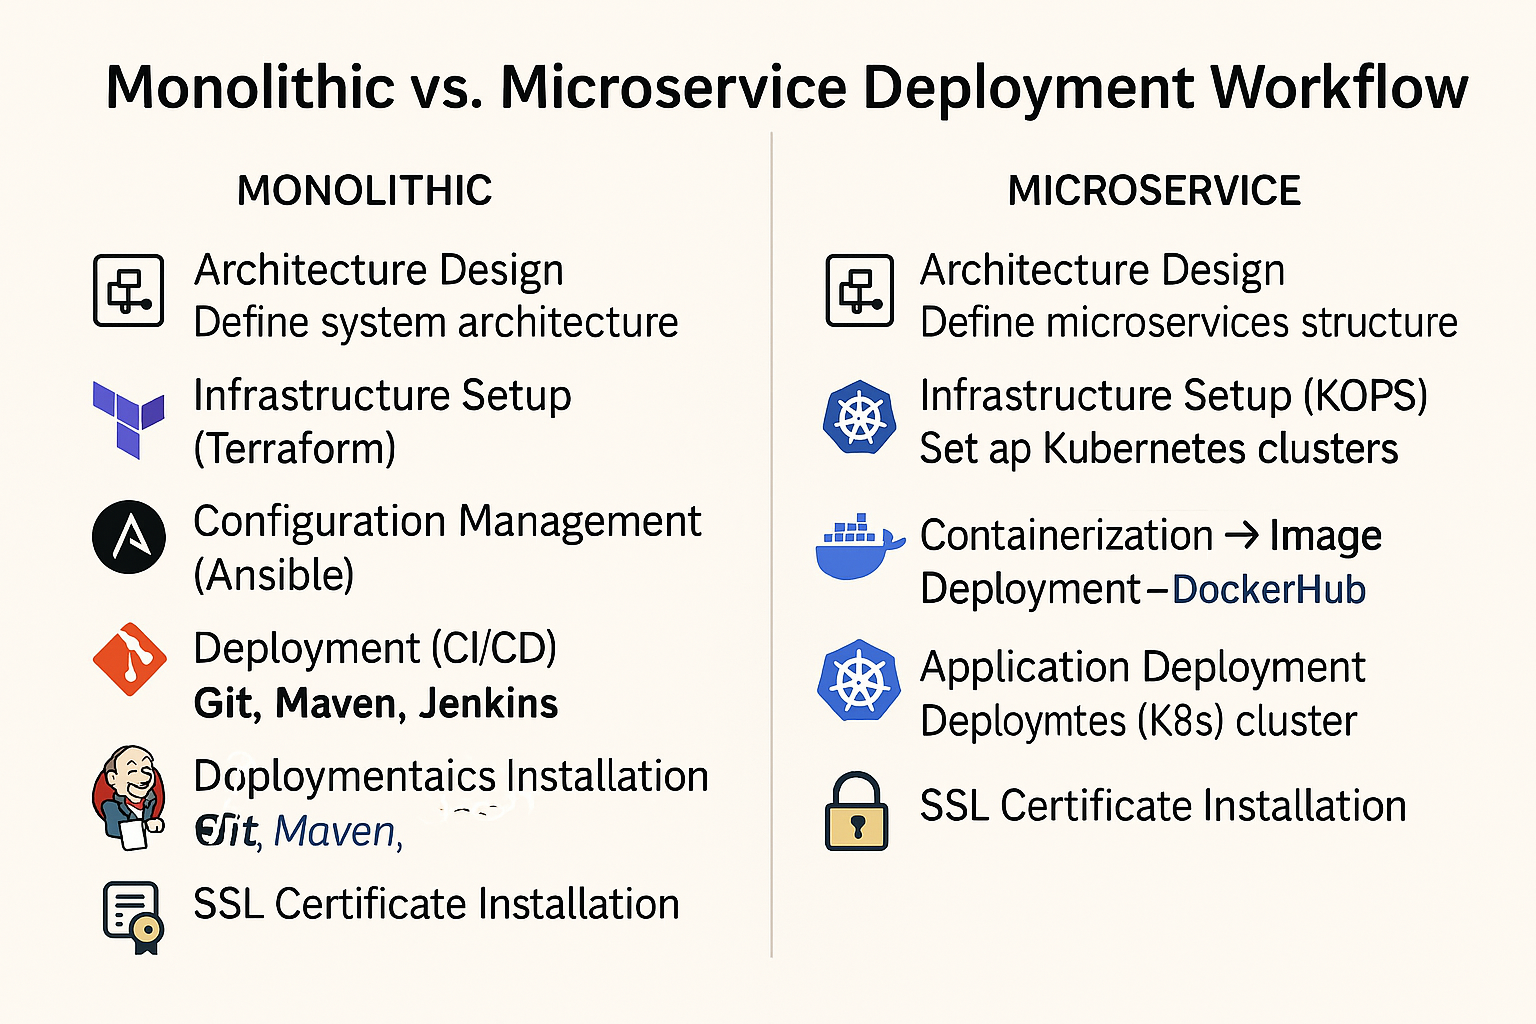 Monolithic vs. Microservice Deployment Workflow
MONOLITHIC
Architecture Design
Define system architecture
Infrastructure Setup
(Terraform)
Configuration Management
(Ansible)
Deployment (CI/CD)
Git, Maven, Jenkins
Doploymentaics Installation
Maven,
SSL Certificate Installation
MICROSERVICE
Architecture Design
Define microservices structure
Infrastructure Setup (KOPS)
Set ap Kubernetes clusters
Containerization → Image
Deployment – DockerHub
Application Deployment
Deploymtes (K8s) cluster
SSL Certificate Installation